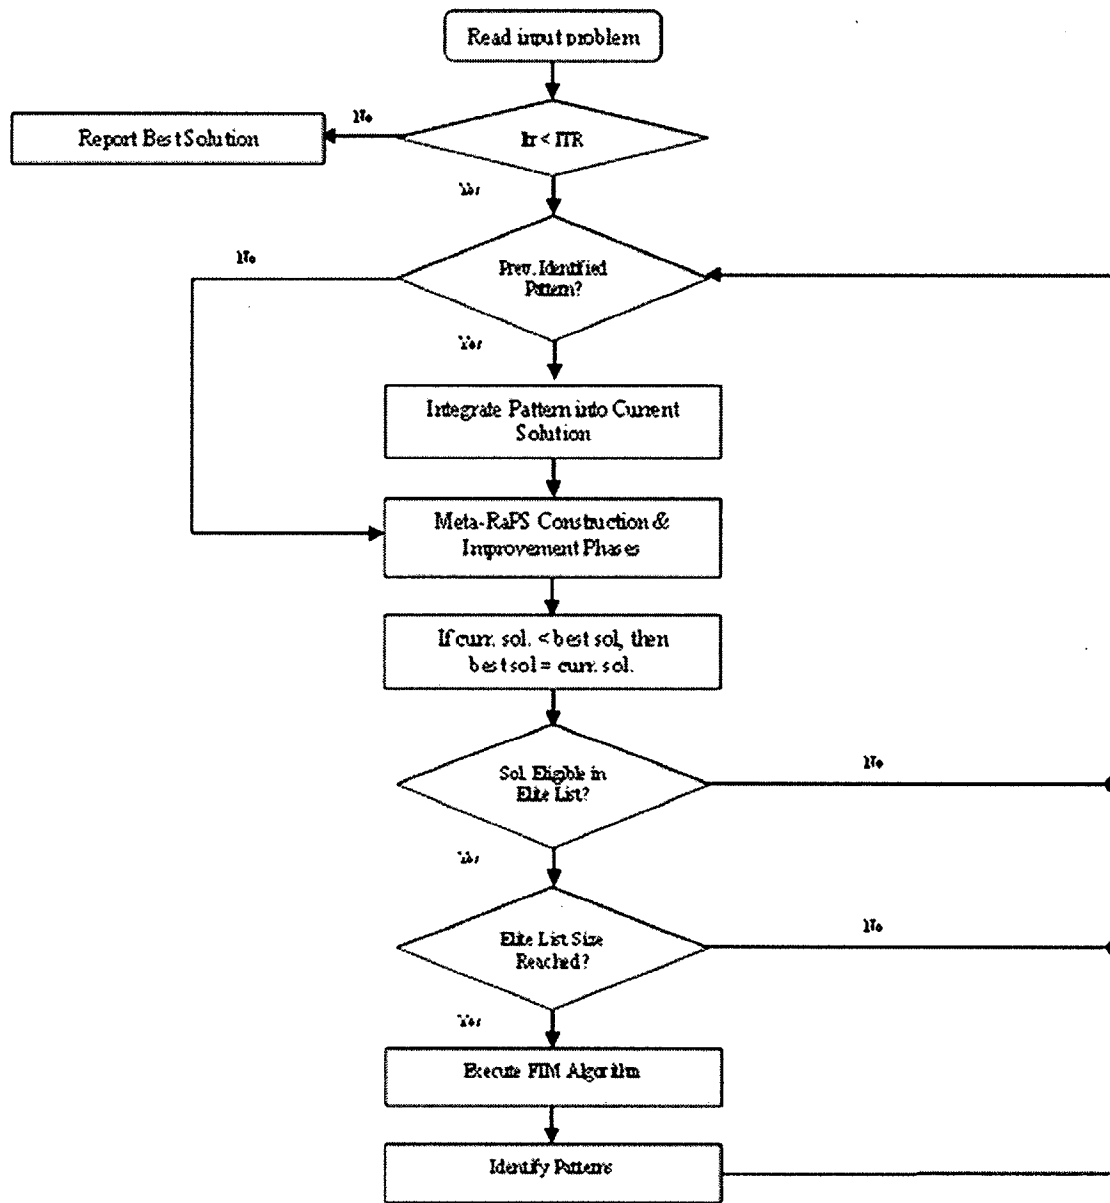 Read input problem
No
Report Best Solution
Itr < ITR
Yes
No
Prev. Identified
Pattern?
Yes
Integrate Pattern into Current
Solution
Meta-RaPS Construction &
Improvement Phases
If curr. sol. < best sol, then
best sol = curr. sol.
Sol. Eligible in
Elite List?
No
Yes
Elite List Size
Reached?
No
Yes
Execute FIM Algorithm
Identify Patterns